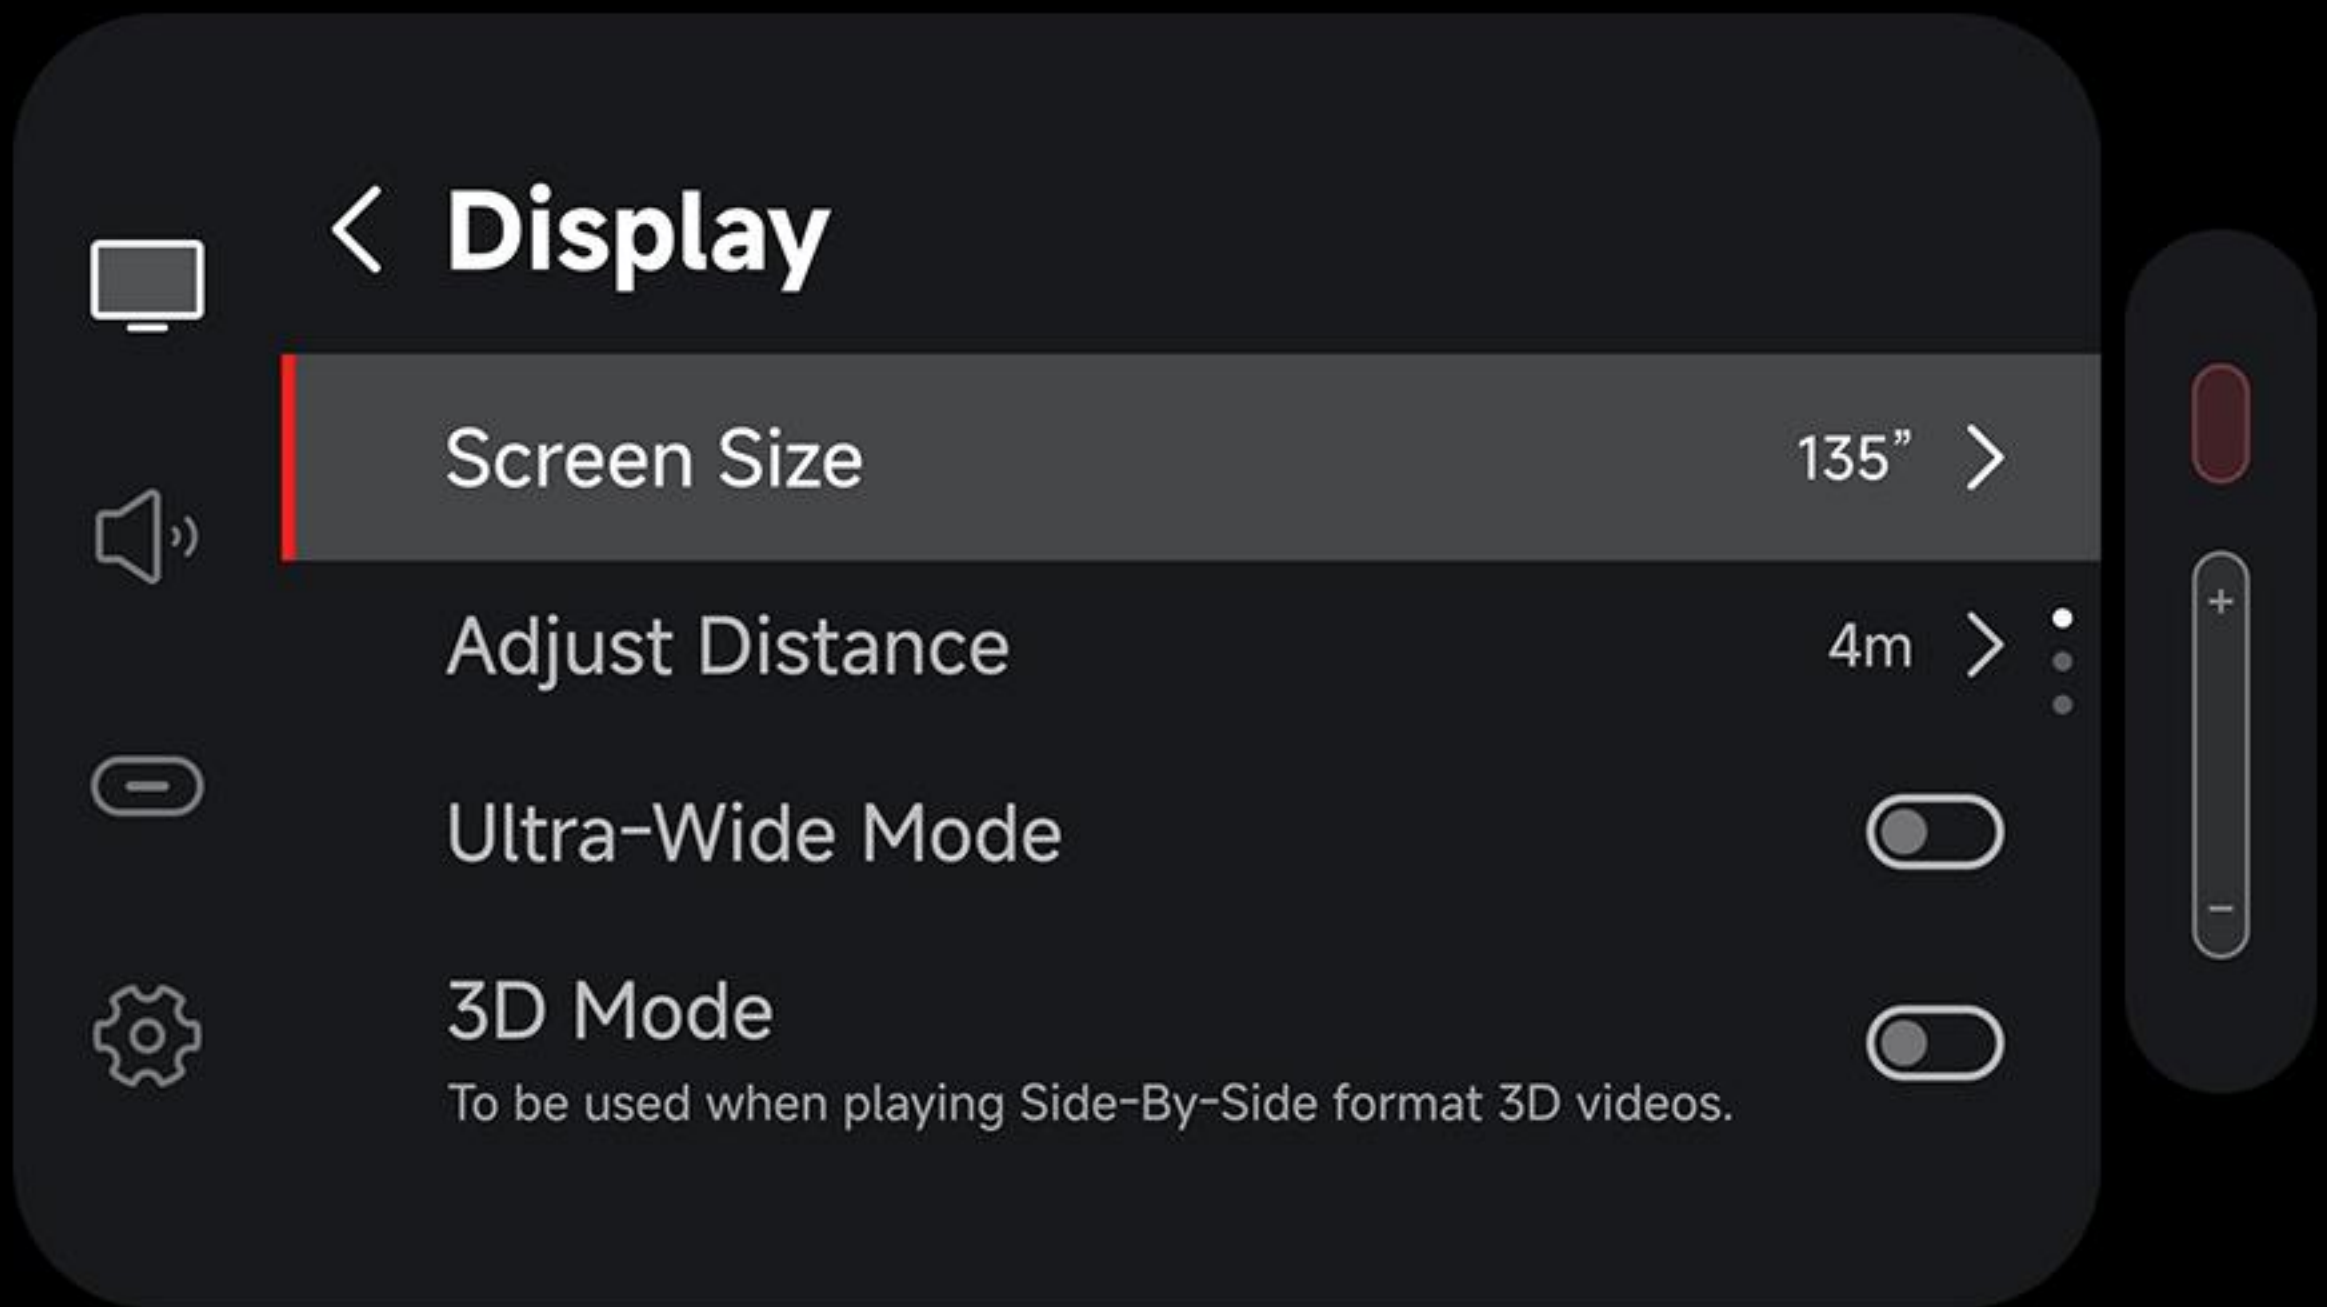 Display
Screen Size 135”
Adjust Distance 4m
Ultra-Wide Mode
3D Mode
To be used when playing Side-By-Side format 3D videos.
+
−